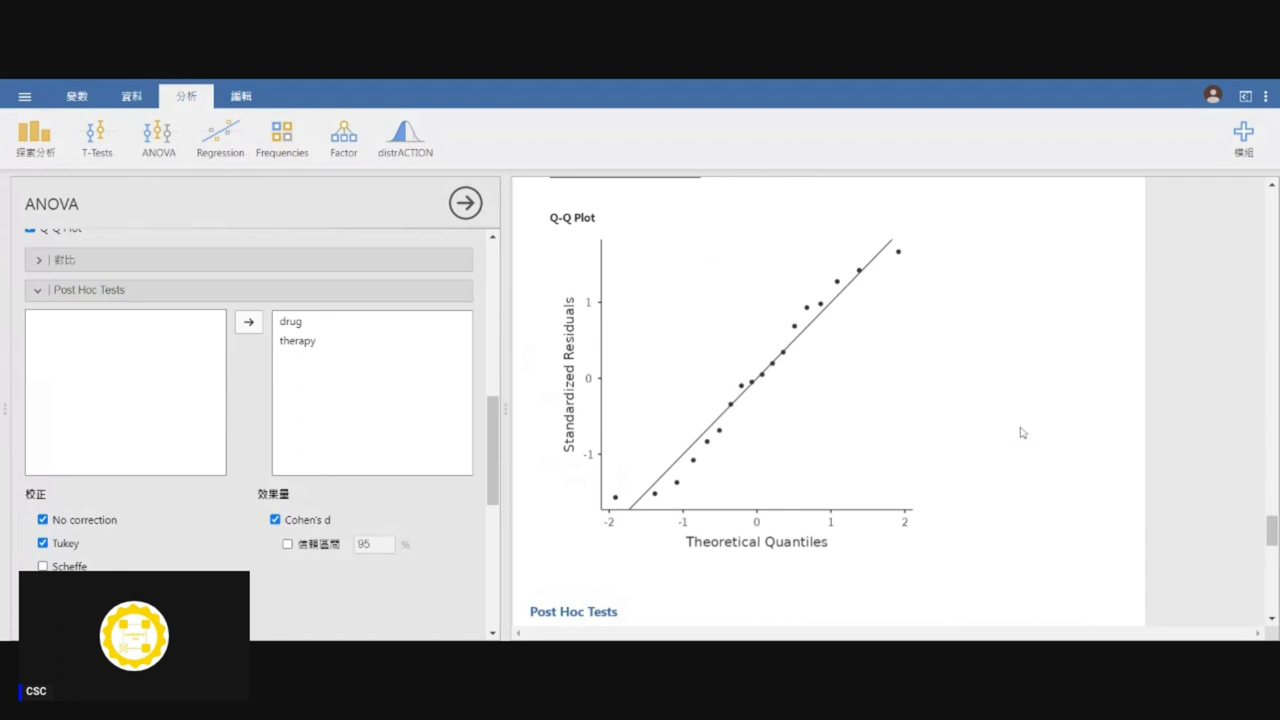 變數
資料
分析
編輯
探索分析
T-Tests
ANOVA
Regression
Frequencies
Factor
distrACTION
模組
ANOVA
Q-Q Plot
對比
Post Hoc Tests
drug
therapy
校正
效果量
No correction
Cohen's d
Tukey
信賴區間
95
%
Scheffe
Q-Q Plot
Standardized Residuals
1
0
-1
-2
-1
0
1
2
Theoretical Quantiles
Post Hoc Tests
CSC